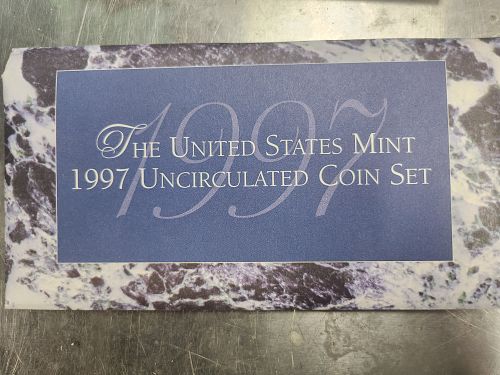 1997
The United States Mint
1997 Uncirculated Coin Set